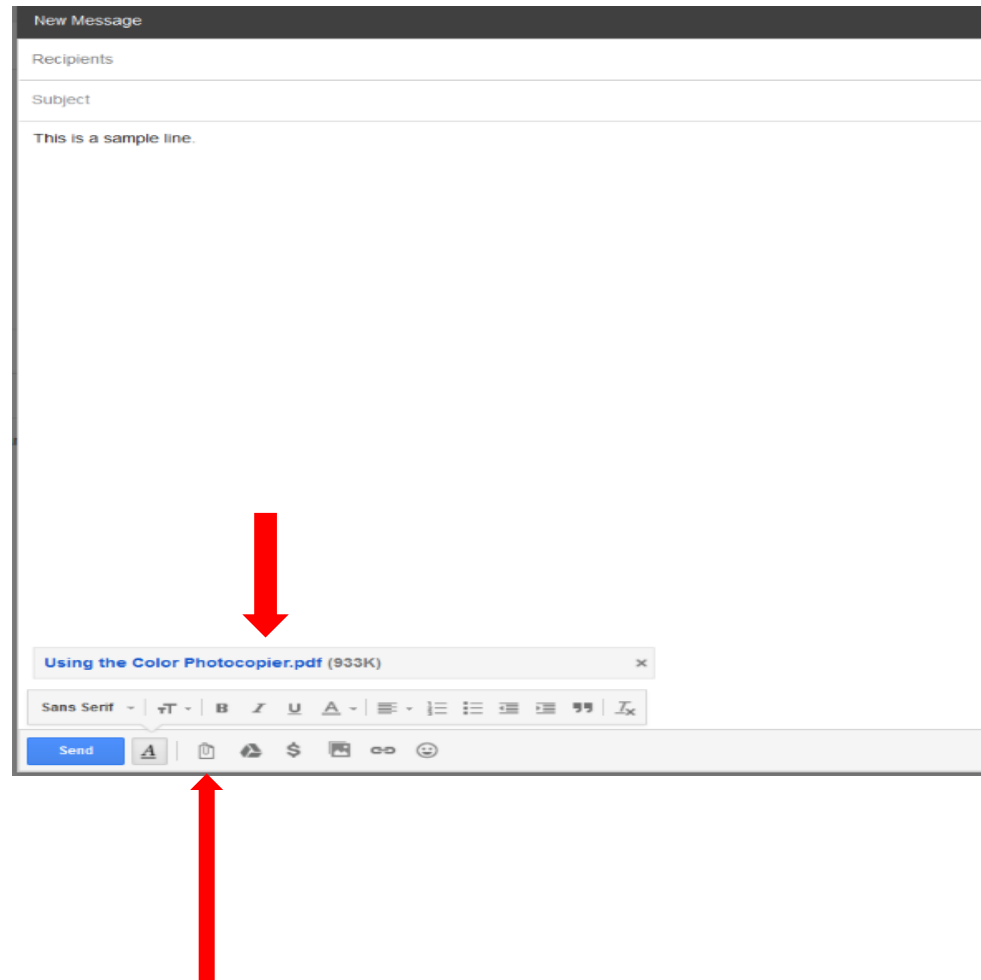 New Message
Recipients
Subject
This is a sample line.
Using the Color Photocopier.pdf (933K)
Sans Serif
Send